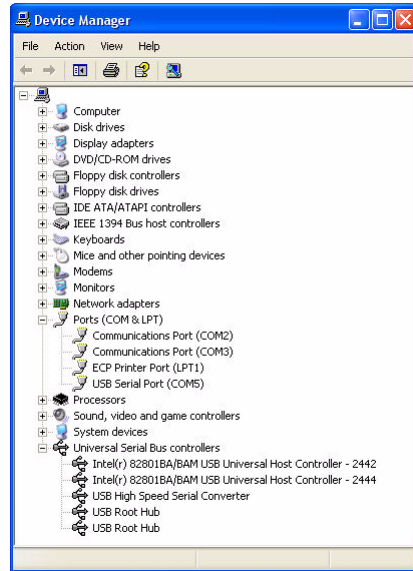 Device Manager
File Action View Help
Computer
Disk drives
Display adapters
DVD/CD-ROM drives
Floppy disk controllers
Floppy disk drives
IDE ATA/ATAPI controllers
IEEE 1394 Bus host controllers
Keyboards
Mice and other pointing devices
Modems
Monitors
Network adapters
Ports (COM & LPT)
Communications Port (COM2)
Communications Port (COM3)
ECP Printer Port (LPT1)
USB Serial Port (COM5)
Processors
Sound, video and game controllers
System devices
Universal Serial Bus controllers
Intel(r) 82801BA/BAM USB Universal Host Controller - 2442
Intel(r) 82801BA/BAM USB Universal Host Controller - 2444
USB High Speed Serial Converter
USB Root Hub
USB Root Hub